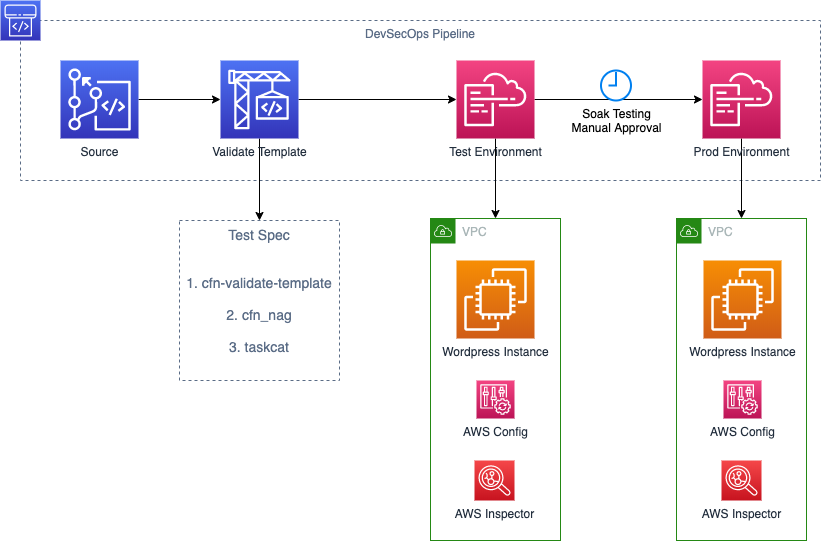 DevSecOps Pipeline
Source
Validate Template
Test Environment
Soak Testing
Manual Approval
Prod Environment
Test Spec
1. cfn-validate-template
2. cfn_nag
3. taskcat
VPC
Wordpress Instance
AWS Config
AWS Inspector
VPC
Wordpress Instance
AWS Config
AWS Inspector